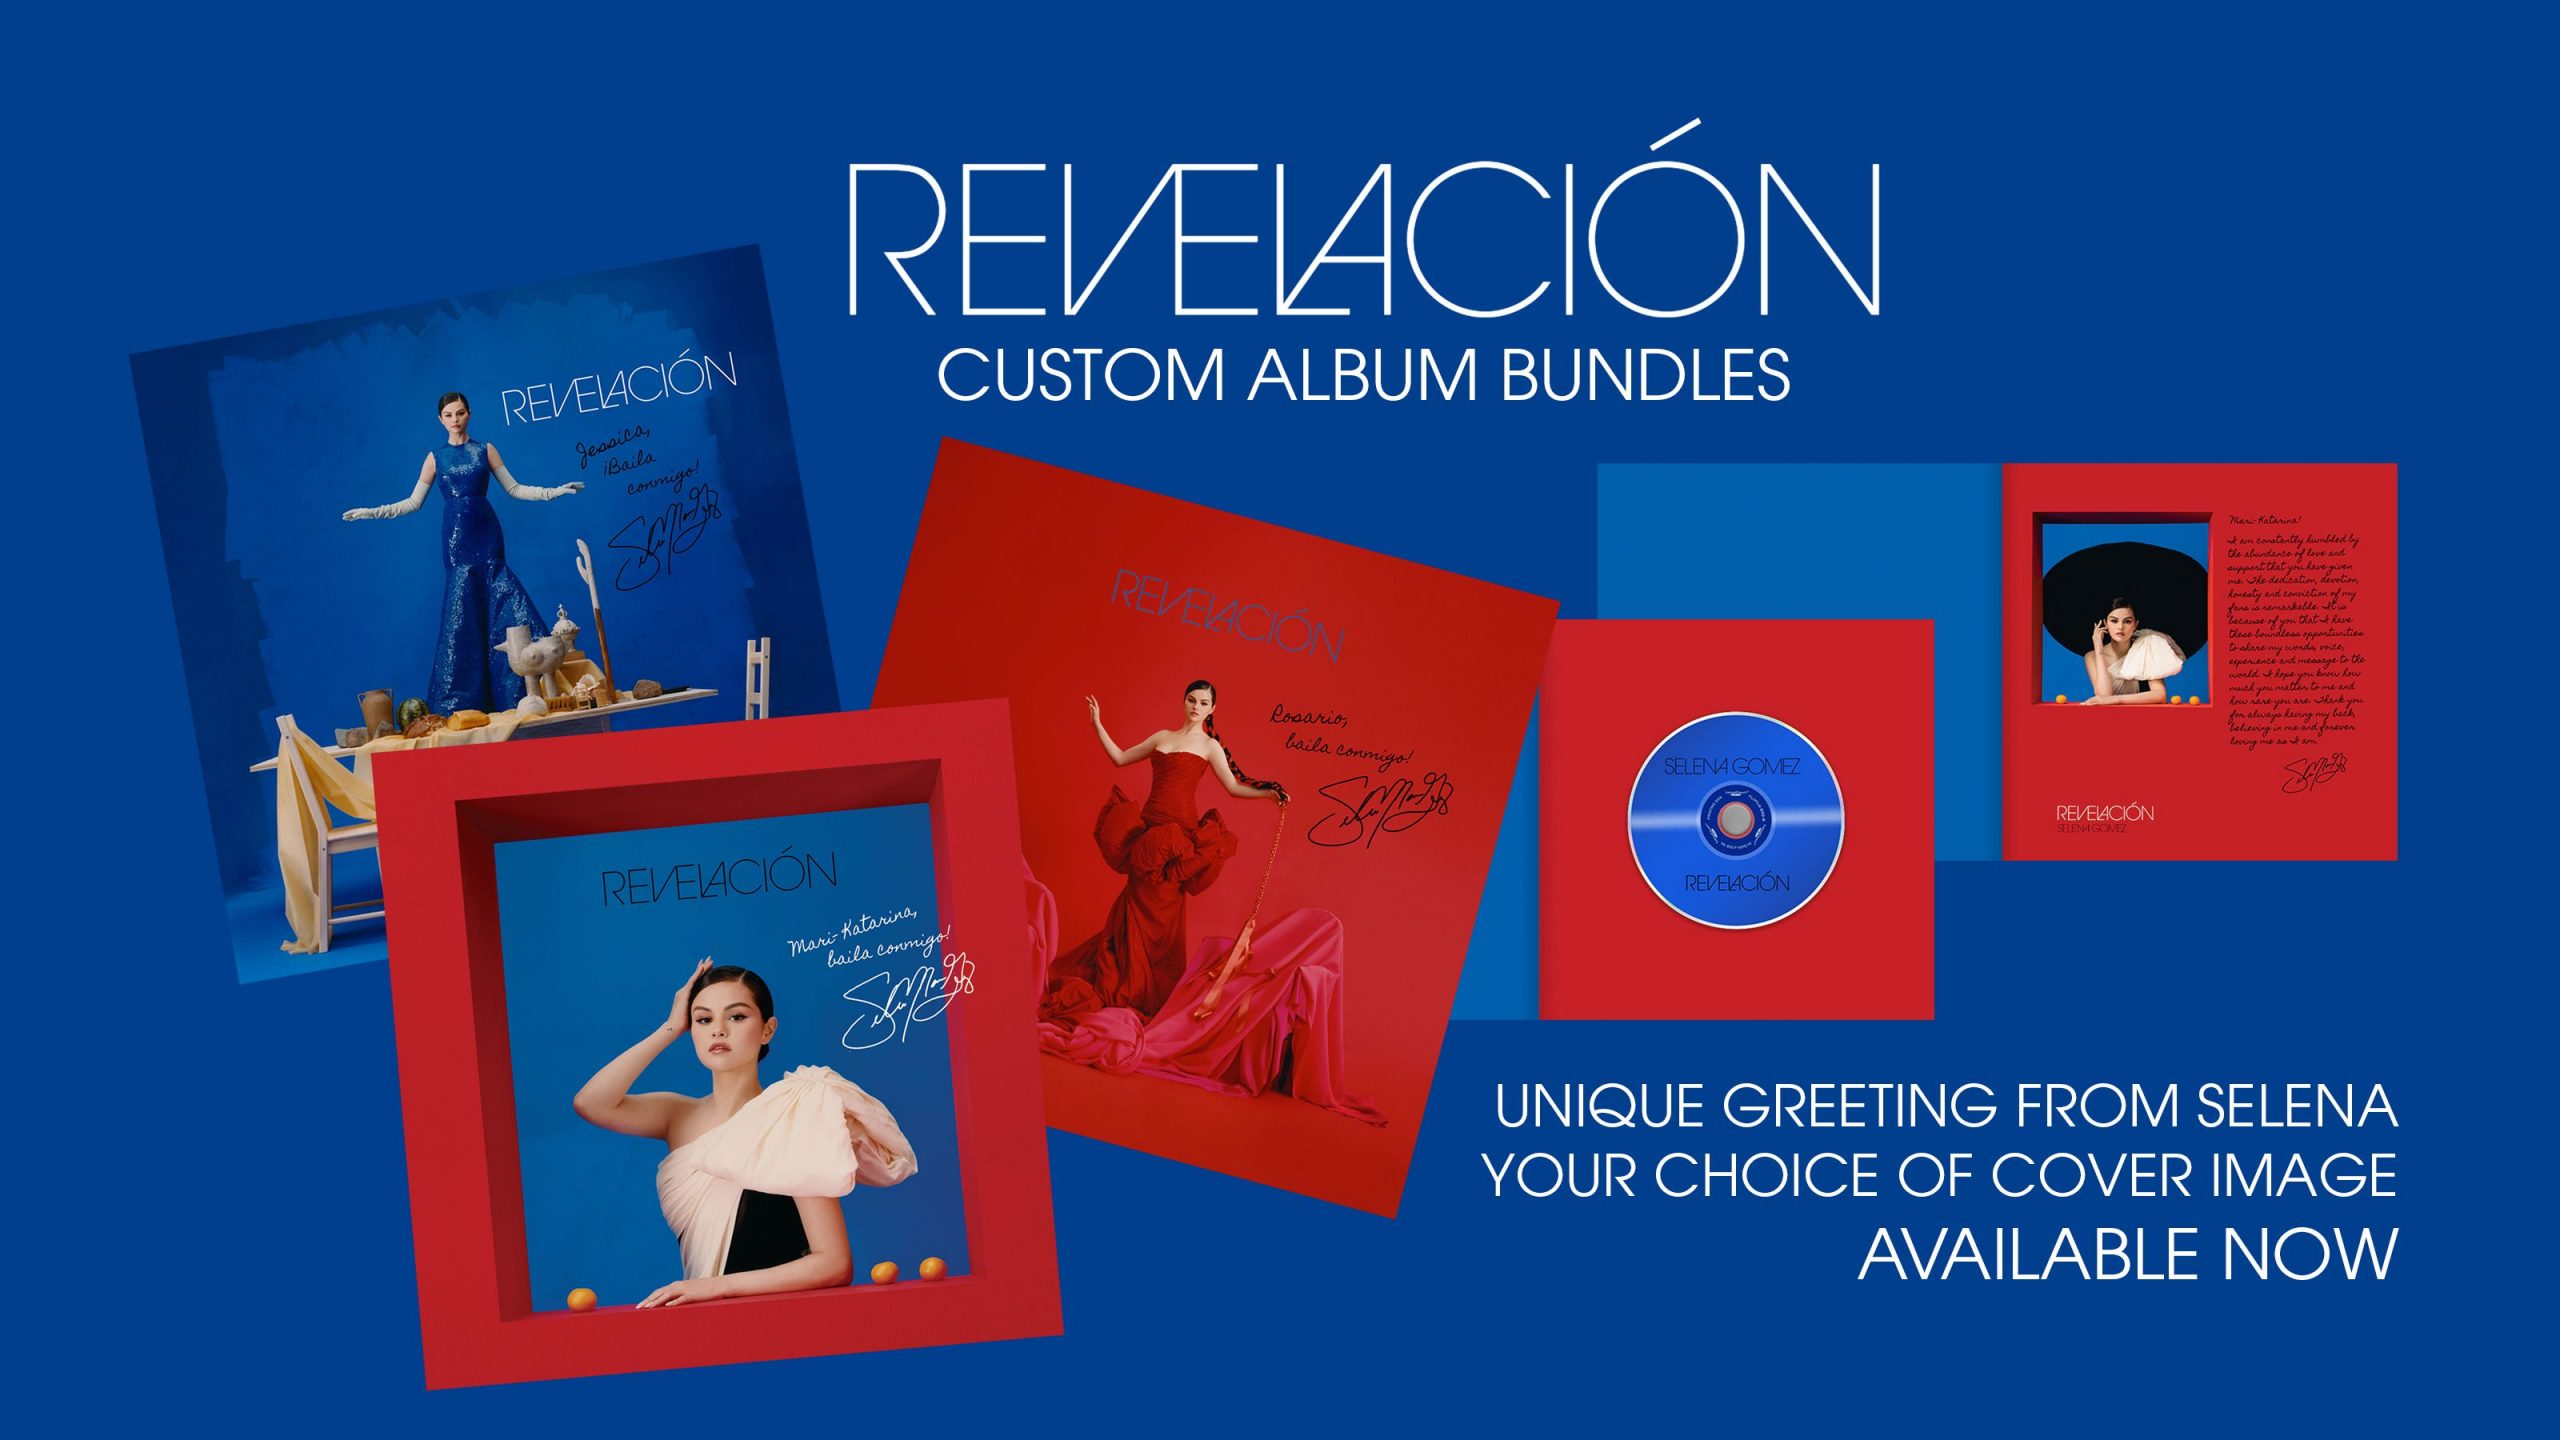 REVELACIÓN
CUSTOM ALBUM BUNDLES
REVELACIÓN
Jessica,
¡Baila
conmigo!
REVELACIÓN
Rosario,
baila conmigo!
REVELACIÓN
Mari-Katarina,
baila conmigo!
SELENA GOMEZ
REVELACIÓN
Mari-Katarina!
I am constantly humbled by
the abundance of love and
support that you have given
me. The dedication, devotion,
honesty and conviction of my
fans is remarkable. It is
because of you that I have
these boundless opportunities
to share my words, voice,
experience and message to the
world. I hope you know how
much you matter to me and
how rare you are. Thank you
for always having my back,
believing in me and forever
loving me as I am.
REVELACIÓN
SELENA GOMEZ
UNIQUE GREETING FROM SELENA
YOUR CHOICE OF COVER IMAGE
AVAILABLE NOW